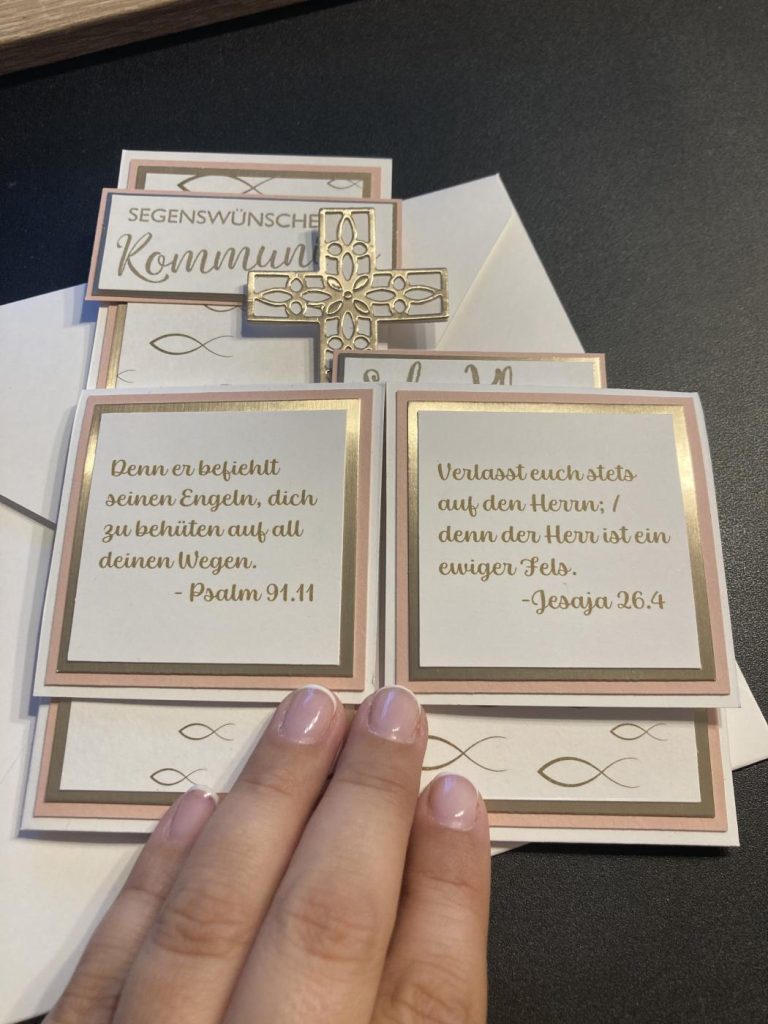 SEGENSWÜNSCHE
Denn er befiehlt
seinen Engeln, dich
zu behüten auf all
deinen Wegen.
- Psalm 91.11
Verlasst euch stets
auf den Herrn; /
denn der Herr ist ein
ewiger Fels.
-Jesaja 26.4